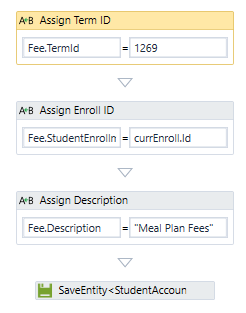 A+B Assign Term ID
Fee.TermId = 1269
A+B Assign Enroll ID
Fee.StudentEnrolln = currEnroll.Id
A+B Assign Description
Fee.Description = "Meal Plan Fees"
SaveEntity<StudentAccoun